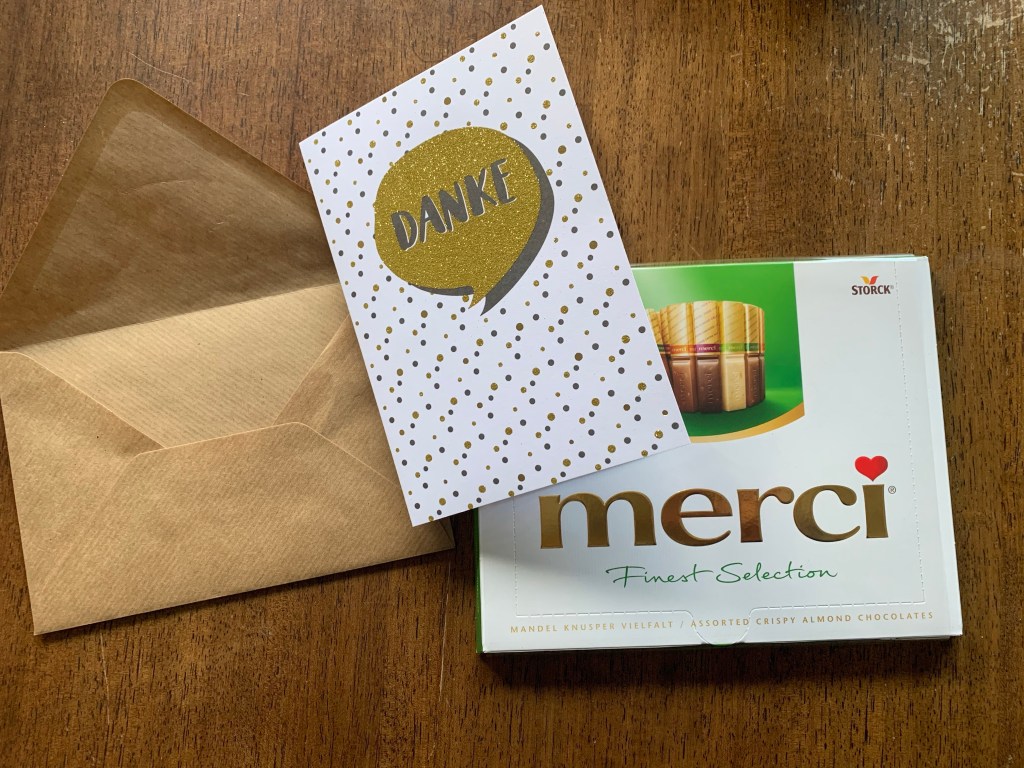 DANKE
STORCK®
merci®
Finest Selection
MANDEL KNUSPER VIELFALT / ASSORTED CRISPY ALMOND CHOCOLATES